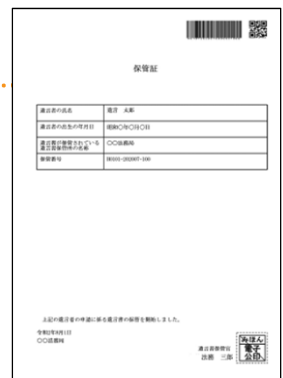 保管証
遺言者の氏名 遺言 太郎
遺言者の出生の年月日 昭和○年○月○日
遺言書が保管されている
遺言書保管所の名称 ○○法務局
保管番号 H0101-202007-100
上記の遺言者の申請に係る遺言書の保管を開始しました。
令和2年8月1日
○○法務局
遺言書保管官
法務 三郎
みほん
電子
公印